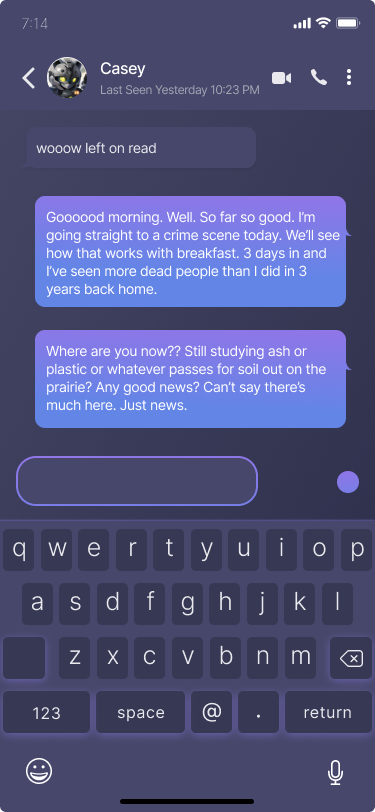 7:14
Casey
Last Seen Yesterday 10:23 PM
wooow left on read
Goooood morning. Well. So far so good. I'm
going straight to a crime scene today. We'll see
how that works with breakfast. 3 days in and
I've seen more dead people than I did in 3
years back home.
Where are you now?? Still studying ash or
plastic or whatever passes for soil out on the
prairie? Any good news? Can't say there's
much here. Just news.
q w e r t y u i o p
a s d f g h j k l
z x c v b n m
123 space @ . return